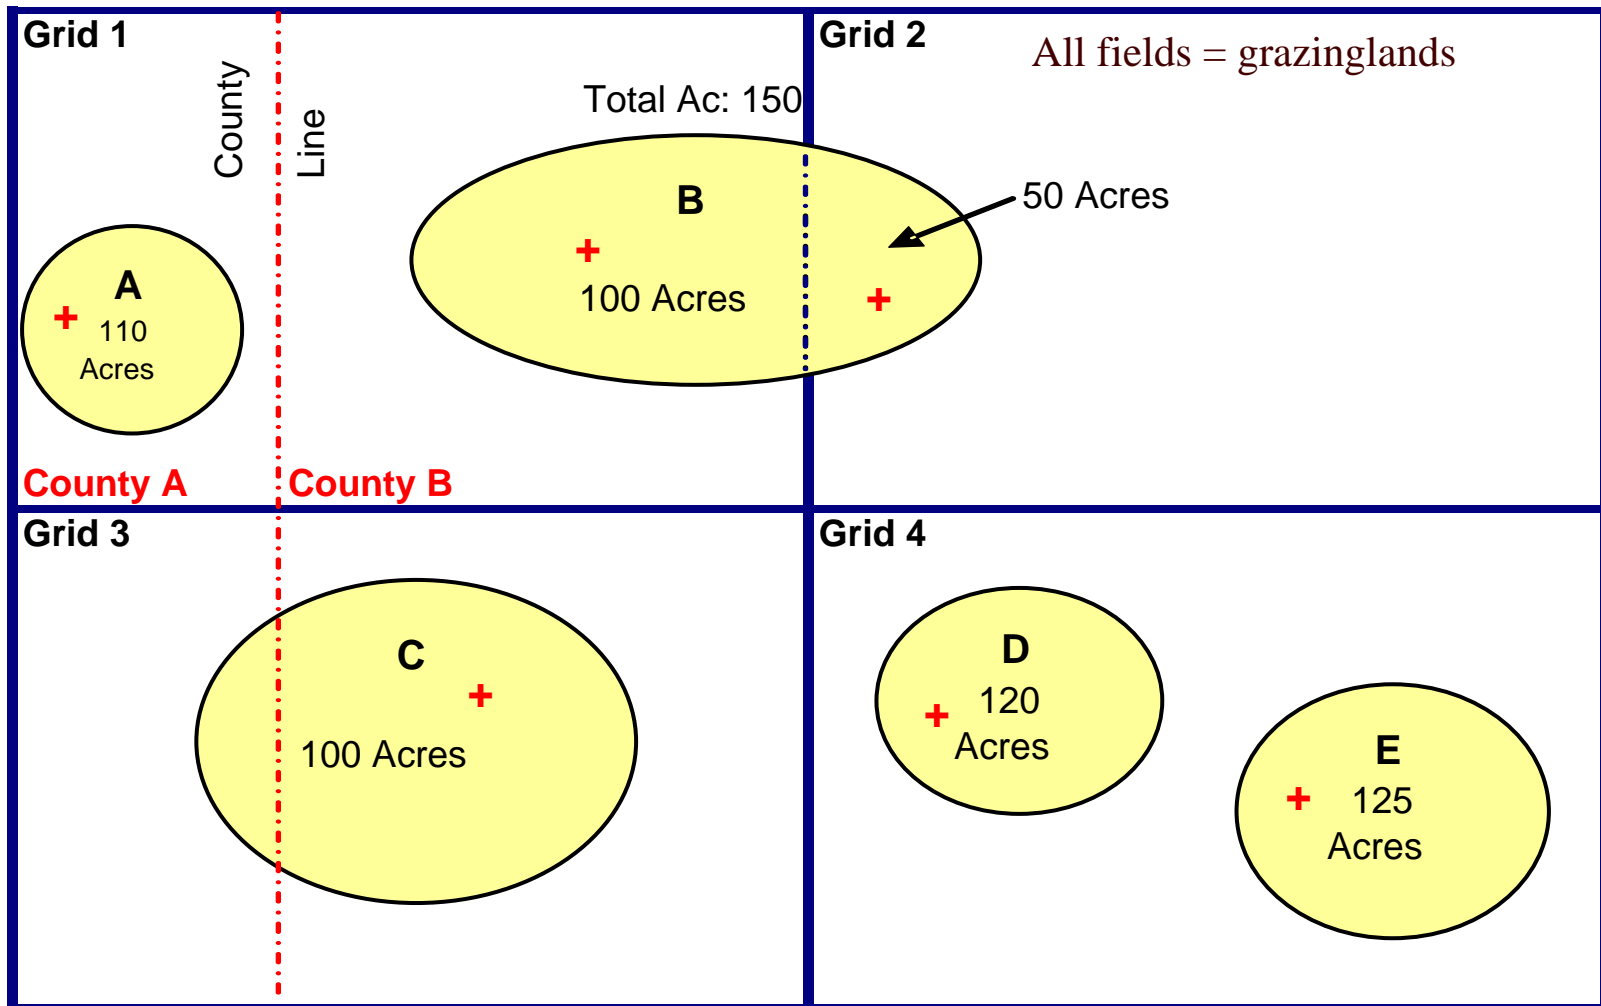 Grid 1
Grid 2
All fields = grazinglands
County
Line
Total Ac: 150
B
50 Acres
100 Acres
A
110
Acres
County A
County B
Grid 3
Grid 4
C
100 Acres
D
120
Acres
E
125
Acres